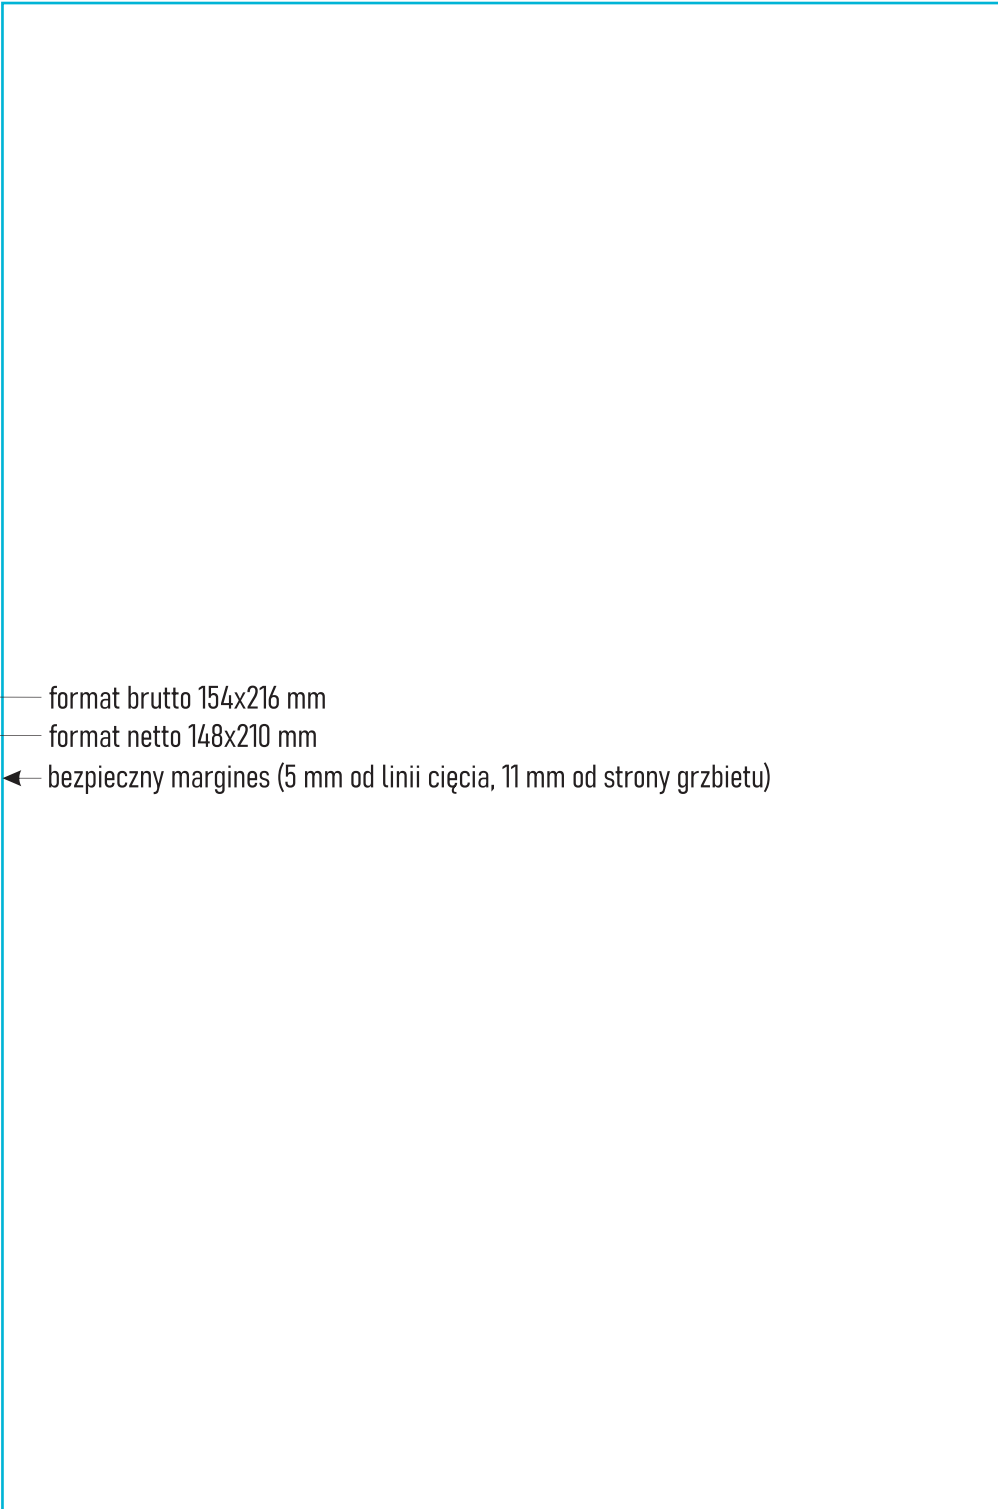 format brutto 154x216 mm
format netto 148x210 mm
bezpieczny margines (5 mm od linii cięcia, 11 mm od strony grzbietu)